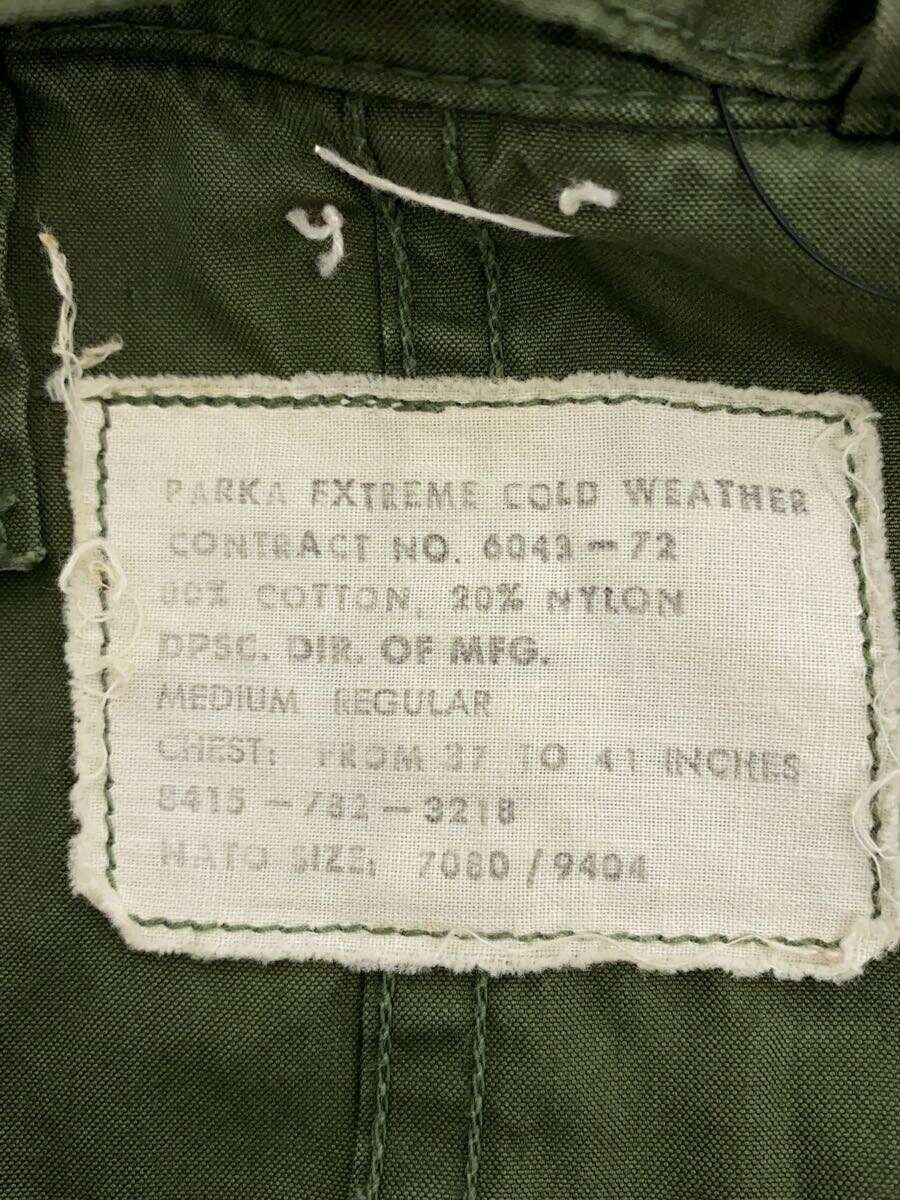 PARKA EXTREME COLD WEATHER
CONTRACT NO. 6043-72
80% COTTON, 20% NYLON
DPSC. DIR. OF MFG.
MEDIUM REGULAR
CHEST: FROM 37 TO 41 INCHES
8415-782-3218
NATO SIZE: 7080/9404